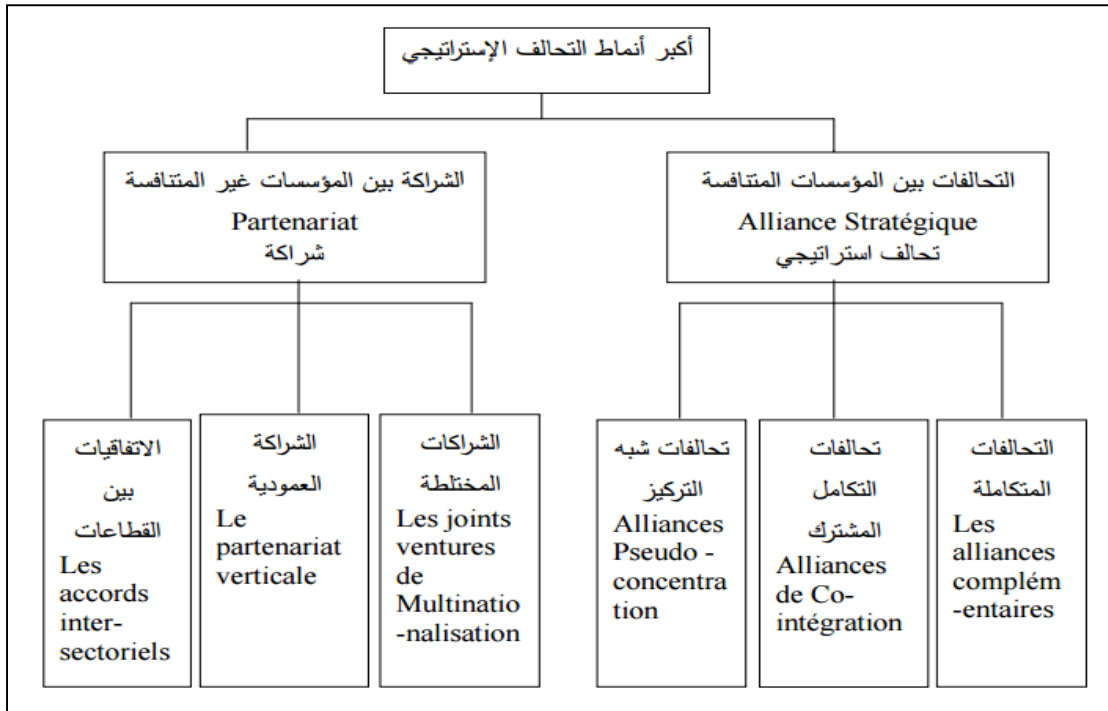 أكبر أنماط التحالف الإستراتيجي
التحالفات بين المؤسسات المتنافسة
Alliance Stratégique
تحالف استراتيجي
الشراكة بين المؤسسات غير المتنافسة
Partenariat
شراكة
التحالفات
المتكاملة
Les
alliances
complém
-entaires
تحالفات
التكامل
المشترك
Alliances
de Co-
intégration
تحالفات شبه
التركيز
Alliances
Pseudo -
concentra
tion
الشراكات
المختلطة
Les joints
ventures
de
Multinatio
-nalisation
الشراكة
العمودية
Le
partenariat
verticale
الاتفاقيات
بين
القطاعات
Les
accords
inter-
sectoriels